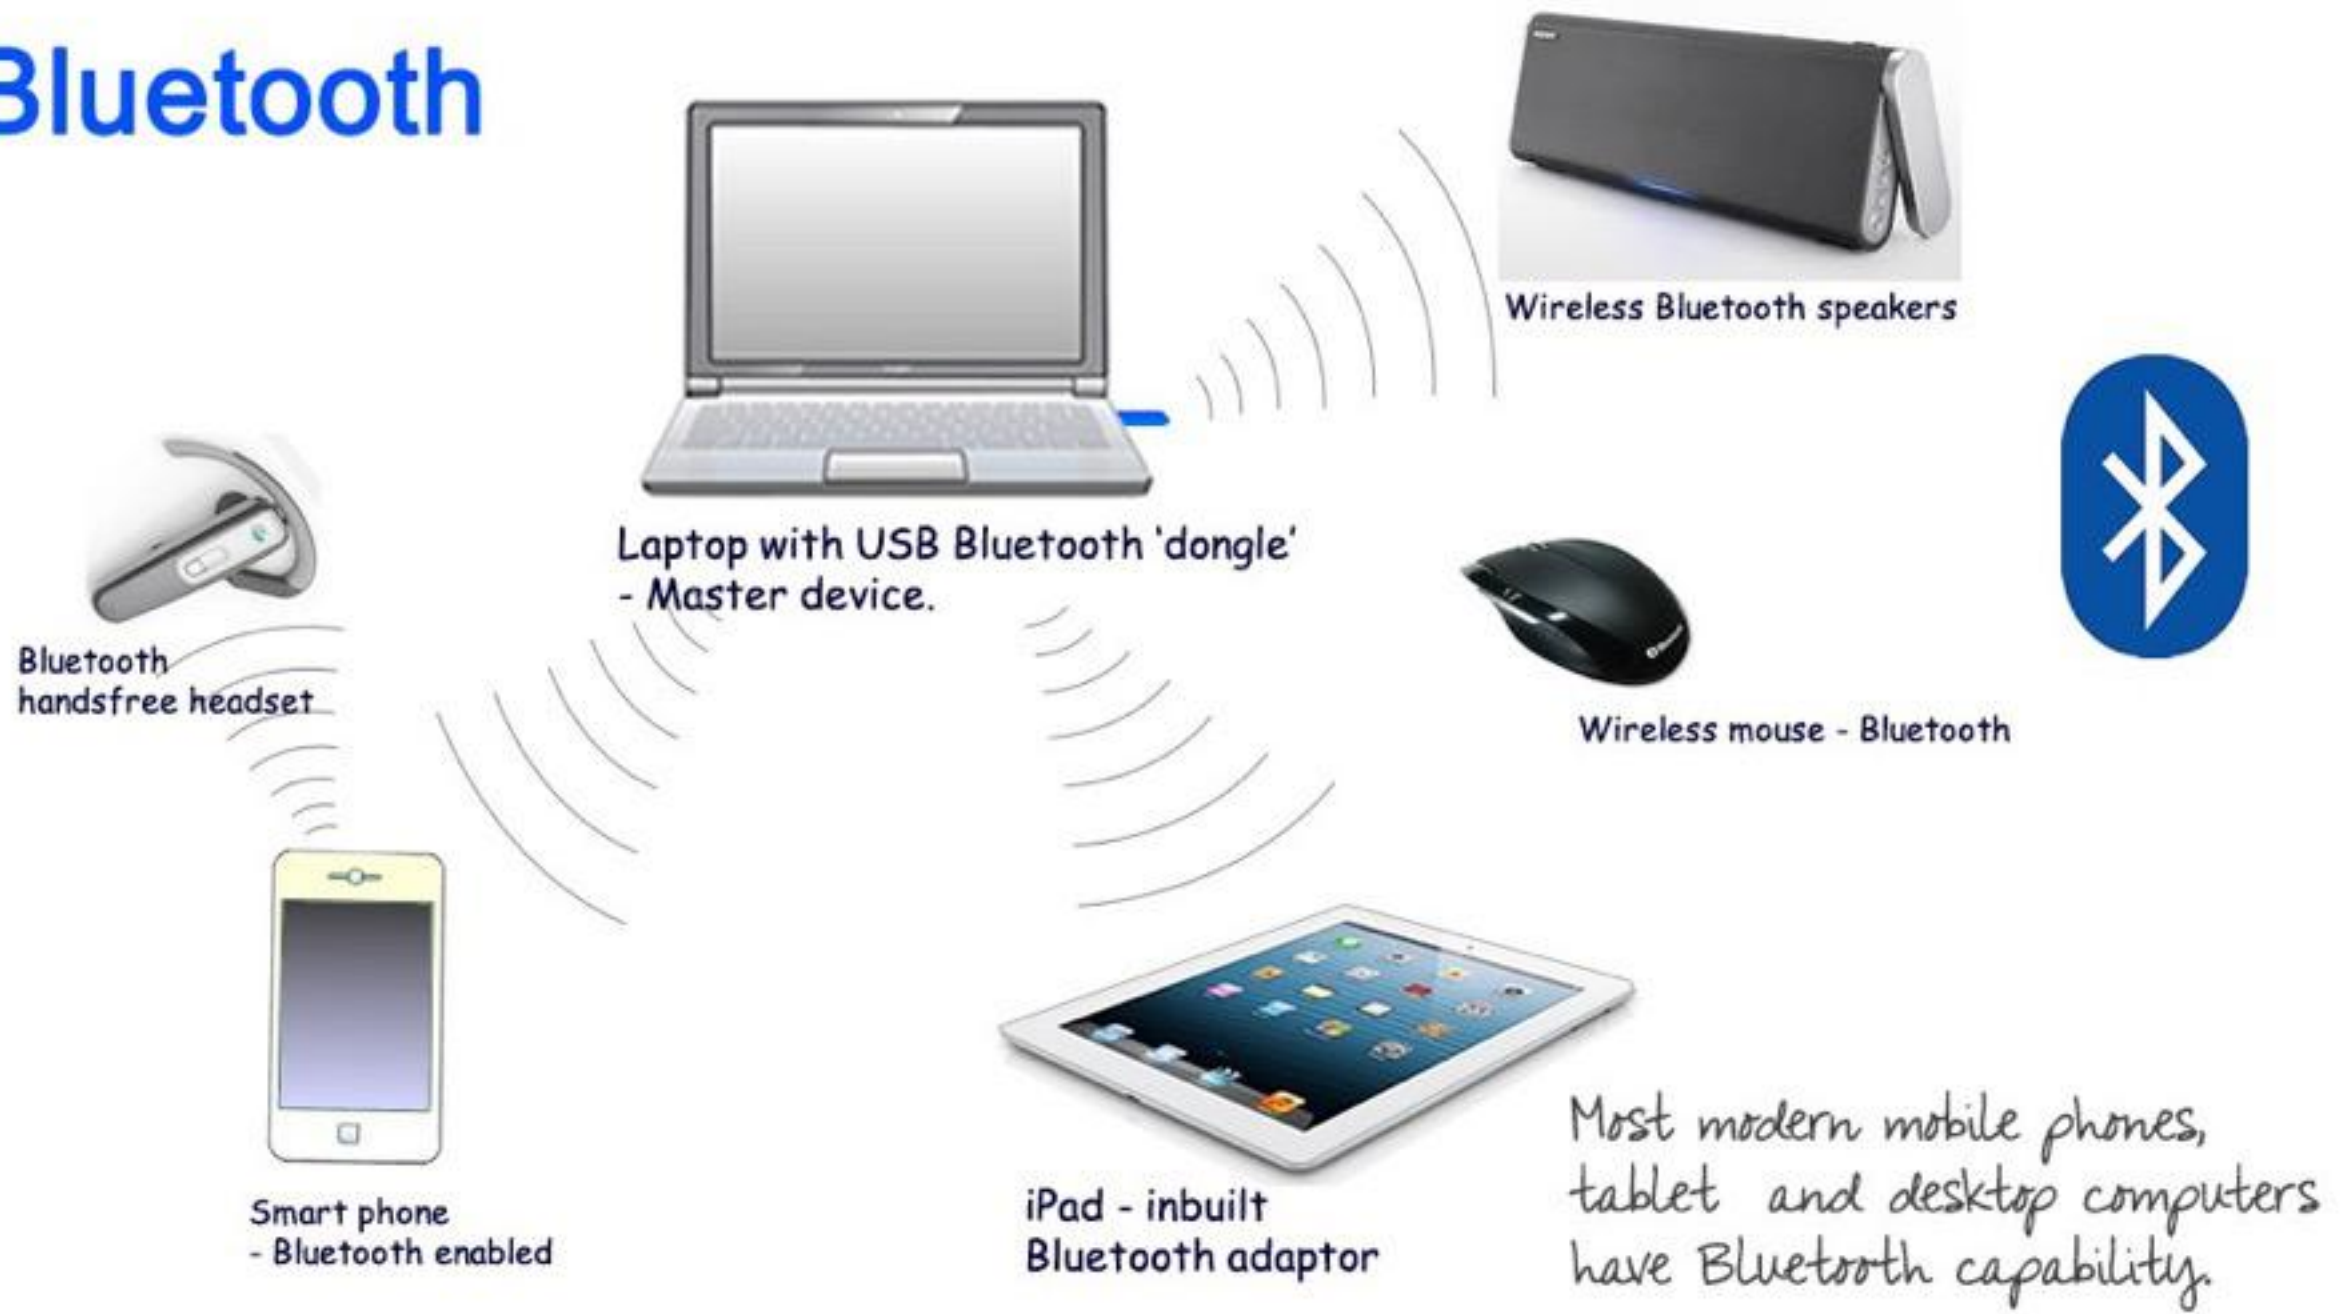 Bluetooth
Wireless Bluetooth speakers
Laptop with USB Bluetooth 'dongle'
- Master device.
Bluetooth
handsfree headset
Wireless mouse - Bluetooth
Smart phone
- Bluetooth enabled
iPad - inbuilt
Bluetooth adaptor
Most modern mobile phones,
tablet and desktop computers
have Bluetooth capability.